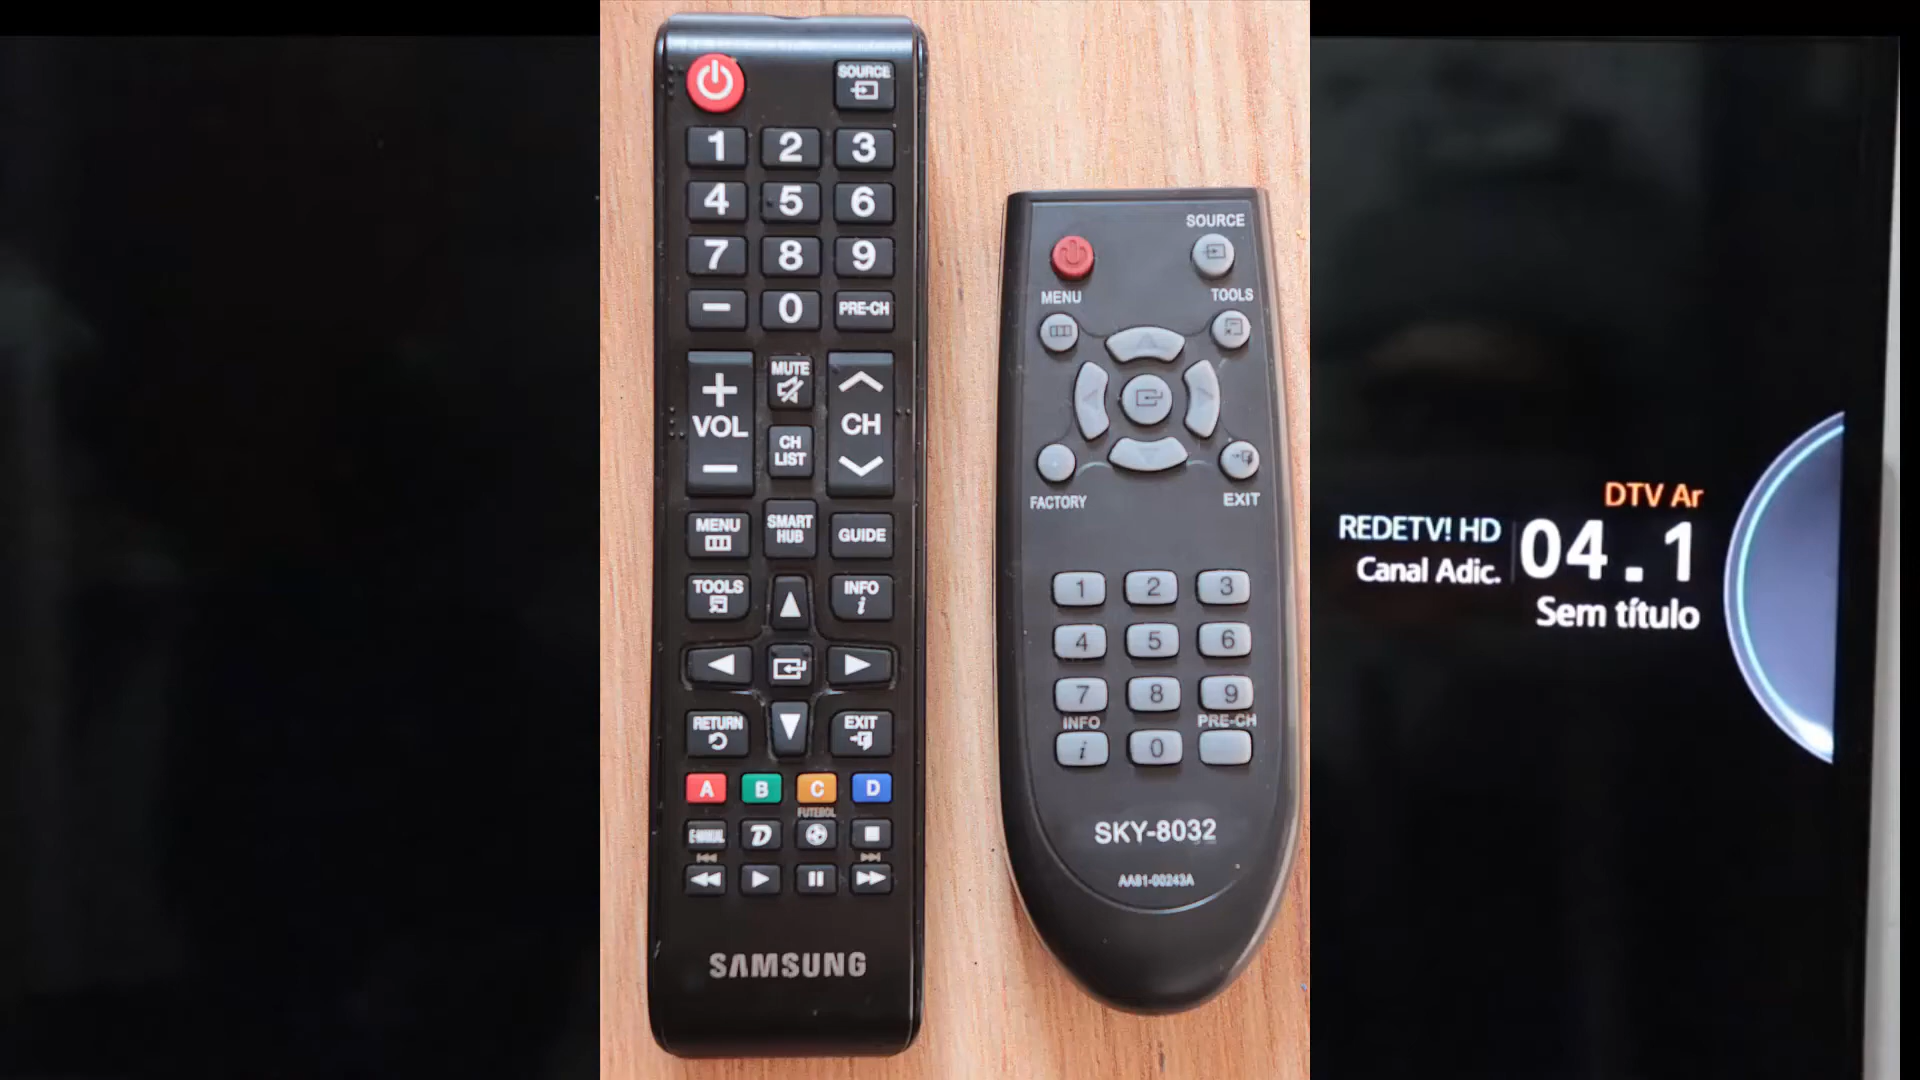 SOURCE
1 2 3
4 5 6
7 8 9
0 PRE-CH
+ VOL −
MUTE
CH LIST
CH
MENU
SMART HUB
GUIDE
TOOLS
INFO
i
RETURN
EXIT
A B C D
FUTEBOL
E-MANUAL
SAMSUNG
SOURCE
MENU
TOOLS
FACTORY
EXIT
1 2 3
4 5 6
7 8 9
INFO
PRE-CH
i 0
SKY-8032
AA81-00243A
DTV Ar
REDETV! HD 04.1
Canal Adic.
Sem título